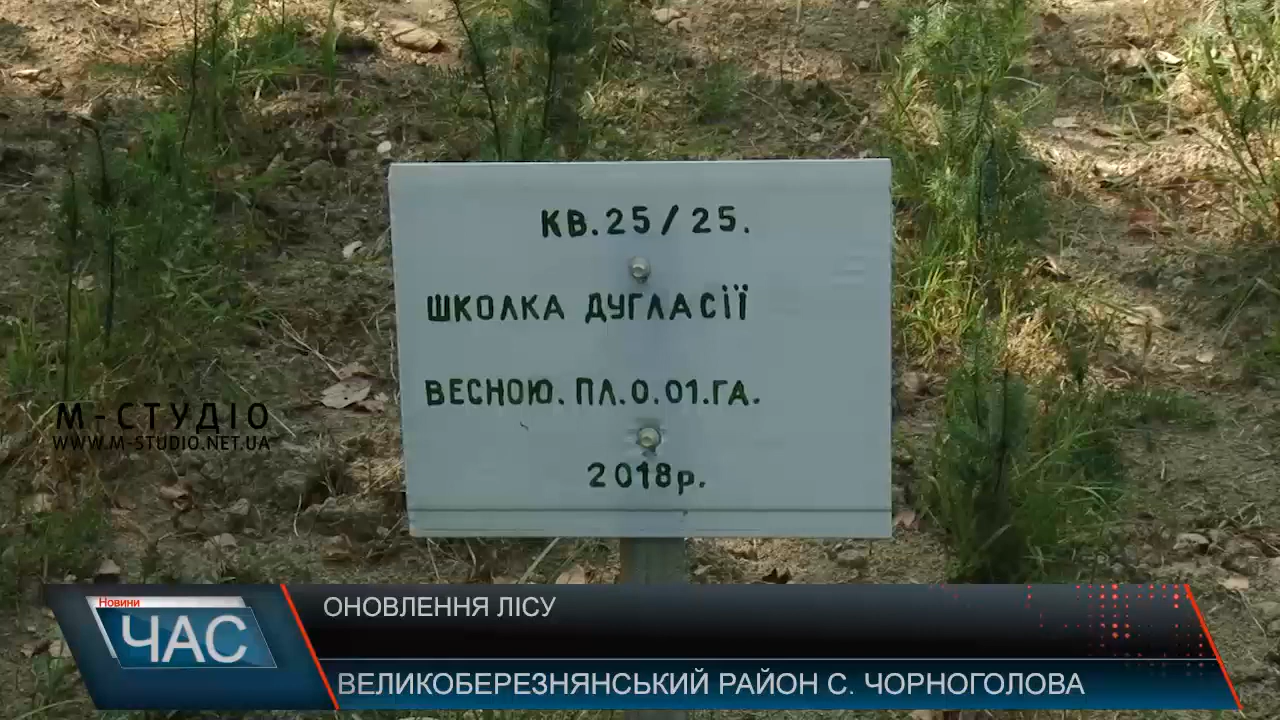 КВ.25/25.
ШКОЛКА ДУГЛАСІЇ
ВЕСНОЮ.ПЛ.0.01.ГА.
2018р.
М-СТУДІО
WWW.M-STUDIO.NET.UA
Новини
ЧАС
ОНОВЛЕННЯ ЛІСУ
ВЕЛИКОБЕРЕЗНЯНСЬКИЙ РАЙОН С. ЧОРНОГОЛОВА